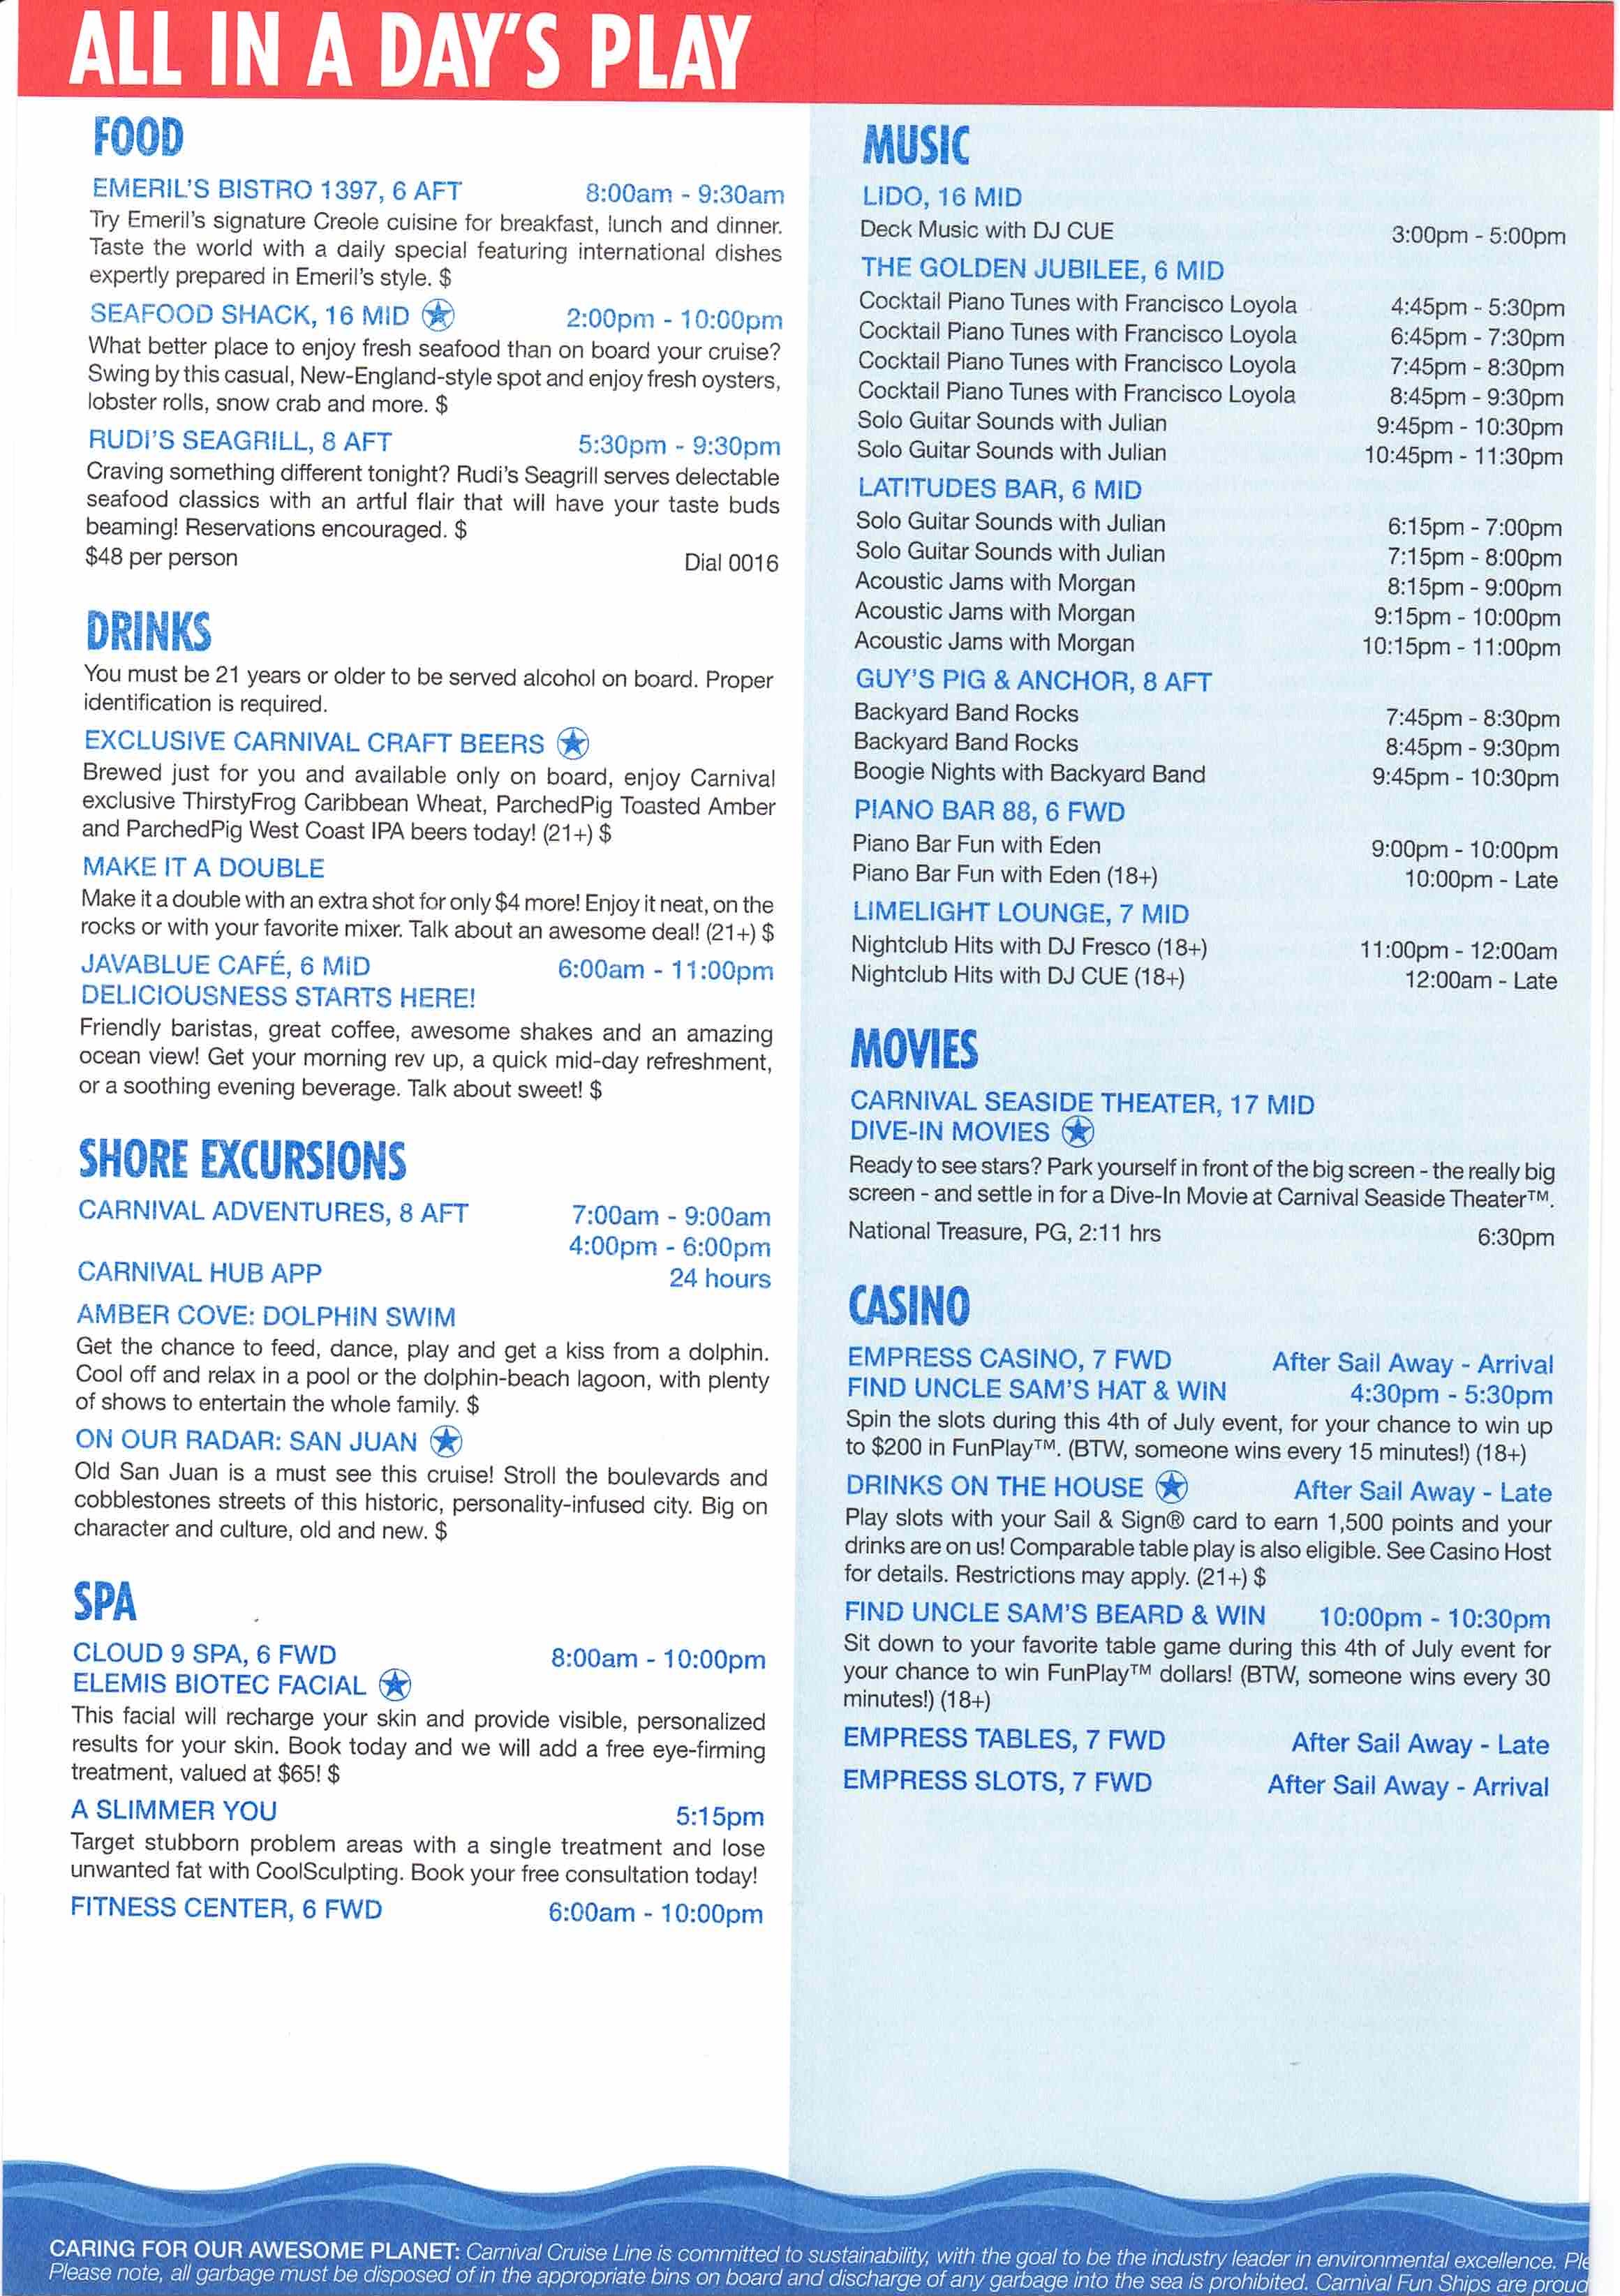 ALL IN A DAY'S PLAY
FOOD
EMERIL'S BISTRO 1397, 6 AFT 8:00am - 9:30am
Try Emeril's signature Creole cuisine for breakfast, lunch and dinner.
Taste the world with a daily special featuring international dishes
expertly prepared in Emeril's style. $
SEAFOOD SHACK, 16 MID 2:00pm - 10:00pm
What better place to enjoy fresh seafood than on board your cruise?
Swing by this casual, New-England-style spot and enjoy fresh oysters,
lobster rolls, snow crab and more. $
RUDI'S SEAGRILL, 8 AFT 5:30pm - 9:30pm
Craving something different tonight? Rudi's Seagrill serves delectable
seafood classics with an artful flair that will have your taste buds
beaming! Reservations encouraged. $
$48 per person Dial 0016
DRINKS
You must be 21 years or older to be served alcohol on board. Proper
identification is required.
EXCLUSIVE CARNIVAL CRAFT BEERS
Brewed just for you and available only on board, enjoy Carnival
exclusive ThirstyFrog Caribbean Wheat, ParchedPig Toasted Amber
and ParchedPig West Coast IPA beers today! (21+) $
MAKE IT A DOUBLE
Make it a double with an extra shot for only $4 more! Enjoy it neat, on the
rocks or with your favorite mixer. Talk about an awesome deal! (21+) $
JAVABLUE CAFÉ, 6 MID 6:00am - 11:00pm
DELICIOUSNESS STARTS HERE!
Friendly baristas, great coffee, awesome shakes and an amazing
ocean view! Get your morning rev up, a quick mid-day refreshment,
or a soothing evening beverage. Talk about sweet! $
SHORE EXCURSIONS
CARNIVAL ADVENTURES, 8 AFT 7:00am - 9:00am
4:00pm - 6:00pm
CARNIVAL HUB APP 24 hours
AMBER COVE: DOLPHIN SWIM
Get the chance to feed, dance, play and get a kiss from a dolphin.
Cool off and relax in a pool or the dolphin-beach lagoon, with plenty
of shows to entertain the whole family. $
ON OUR RADAR: SAN JUAN
Old San Juan is a must see this cruise! Stroll the boulevards and
cobblestones streets of this historic, personality-infused city. Big on
character and culture, old and new. $
SPA
CLOUD 9 SPA, 6 FWD 8:00am - 10:00pm
ELEMIS BIOTEC FACIAL
This facial will recharge your skin and provide visible, personalized
results for your skin. Book today and we will add a free eye-firming
treatment, valued at $65! $
A SLIMMER YOU 5:15pm
Target stubborn problem areas with a single treatment and lose
unwanted fat with CoolSculpting. Book your free consultation today!
FITNESS CENTER, 6 FWD 6:00am - 10:00pm
MUSIC
LIDO, 16 MID
Deck Music with DJ CUE 3:00pm - 5:00pm
THE GOLDEN JUBILEE, 6 MID
Cocktail Piano Tunes with Francisco Loyola 4:45pm - 5:30pm
Cocktail Piano Tunes with Francisco Loyola 6:45pm - 7:30pm
Cocktail Piano Tunes with Francisco Loyola 7:45pm - 8:30pm
Cocktail Piano Tunes with Francisco Loyola 8:45pm - 9:30pm
Solo Guitar Sounds with Julian 9:45pm - 10:30pm
Solo Guitar Sounds with Julian 10:45pm - 11:30pm
LATITUDES BAR, 6 MID
Solo Guitar Sounds with Julian 6:15pm - 7:00pm
Solo Guitar Sounds with Julian 7:15pm - 8:00pm
Acoustic Jams with Morgan 8:15pm - 9:00pm
Acoustic Jams with Morgan 9:15pm - 10:00pm
Acoustic Jams with Morgan 10:15pm - 11:00pm
GUY'S PIG & ANCHOR, 8 AFT
Backyard Band Rocks 7:45pm - 8:30pm
Backyard Band Rocks 8:45pm - 9:30pm
Boogie Nights with Backyard Band 9:45pm - 10:30pm
PIANO BAR 88, 6 FWD
Piano Bar Fun with Eden 9:00pm - 10:00pm
Piano Bar Fun with Eden (18+) 10:00pm - Late
LIMELIGHT LOUNGE, 7 MID
Nightclub Hits with DJ Fresco (18+) 11:00pm - 12:00am
Nightclub Hits with DJ CUE (18+) 12:00am - Late
MOVIES
CARNIVAL SEASIDE THEATER, 17 MID
DIVE-IN MOVIES
Ready to see stars? Park yourself in front of the big screen - the really big
screen - and settle in for a Dive-In Movie at Carnival Seaside Theater™.
National Treasure, PG, 2:11 hrs 6:30pm
CASINO
EMPRESS CASINO, 7 FWD After Sail Away - Arrival
FIND UNCLE SAM'S HAT & WIN 4:30pm - 5:30pm
Spin the slots during this 4th of July event, for your chance to win up
to $200 in FunPlay™. (BTW, someone wins every 15 minutes!) (18+)
DRINKS ON THE HOUSE After Sail Away - Late
Play slots with your Sail & Sign® card to earn 1,500 points and your
drinks are on us! Comparable table play is also eligible. See Casino Host
for details. Restrictions may apply. (21+) $
FIND UNCLE SAM'S BEARD & WIN 10:00pm - 10:30pm
Sit down to your favorite table game during this 4th of July event for
your chance to win FunPlay™ dollars! (BTW, someone wins every 30
minutes!) (18+)
EMPRESS TABLES, 7 FWD After Sail Away - Late
EMPRESS SLOTS, 7 FWD After Sail Away - Arrival
CARING FOR OUR AWESOME PLANET: Carnival Cruise Line is committed to sustainability, with the goal to be the industry leader in environmental excellence.
Please note, all garbage must be disposed of in the appropriate bins on board and discharge of any garbage into the sea is prohibited. Carnival Fun Ships are proud